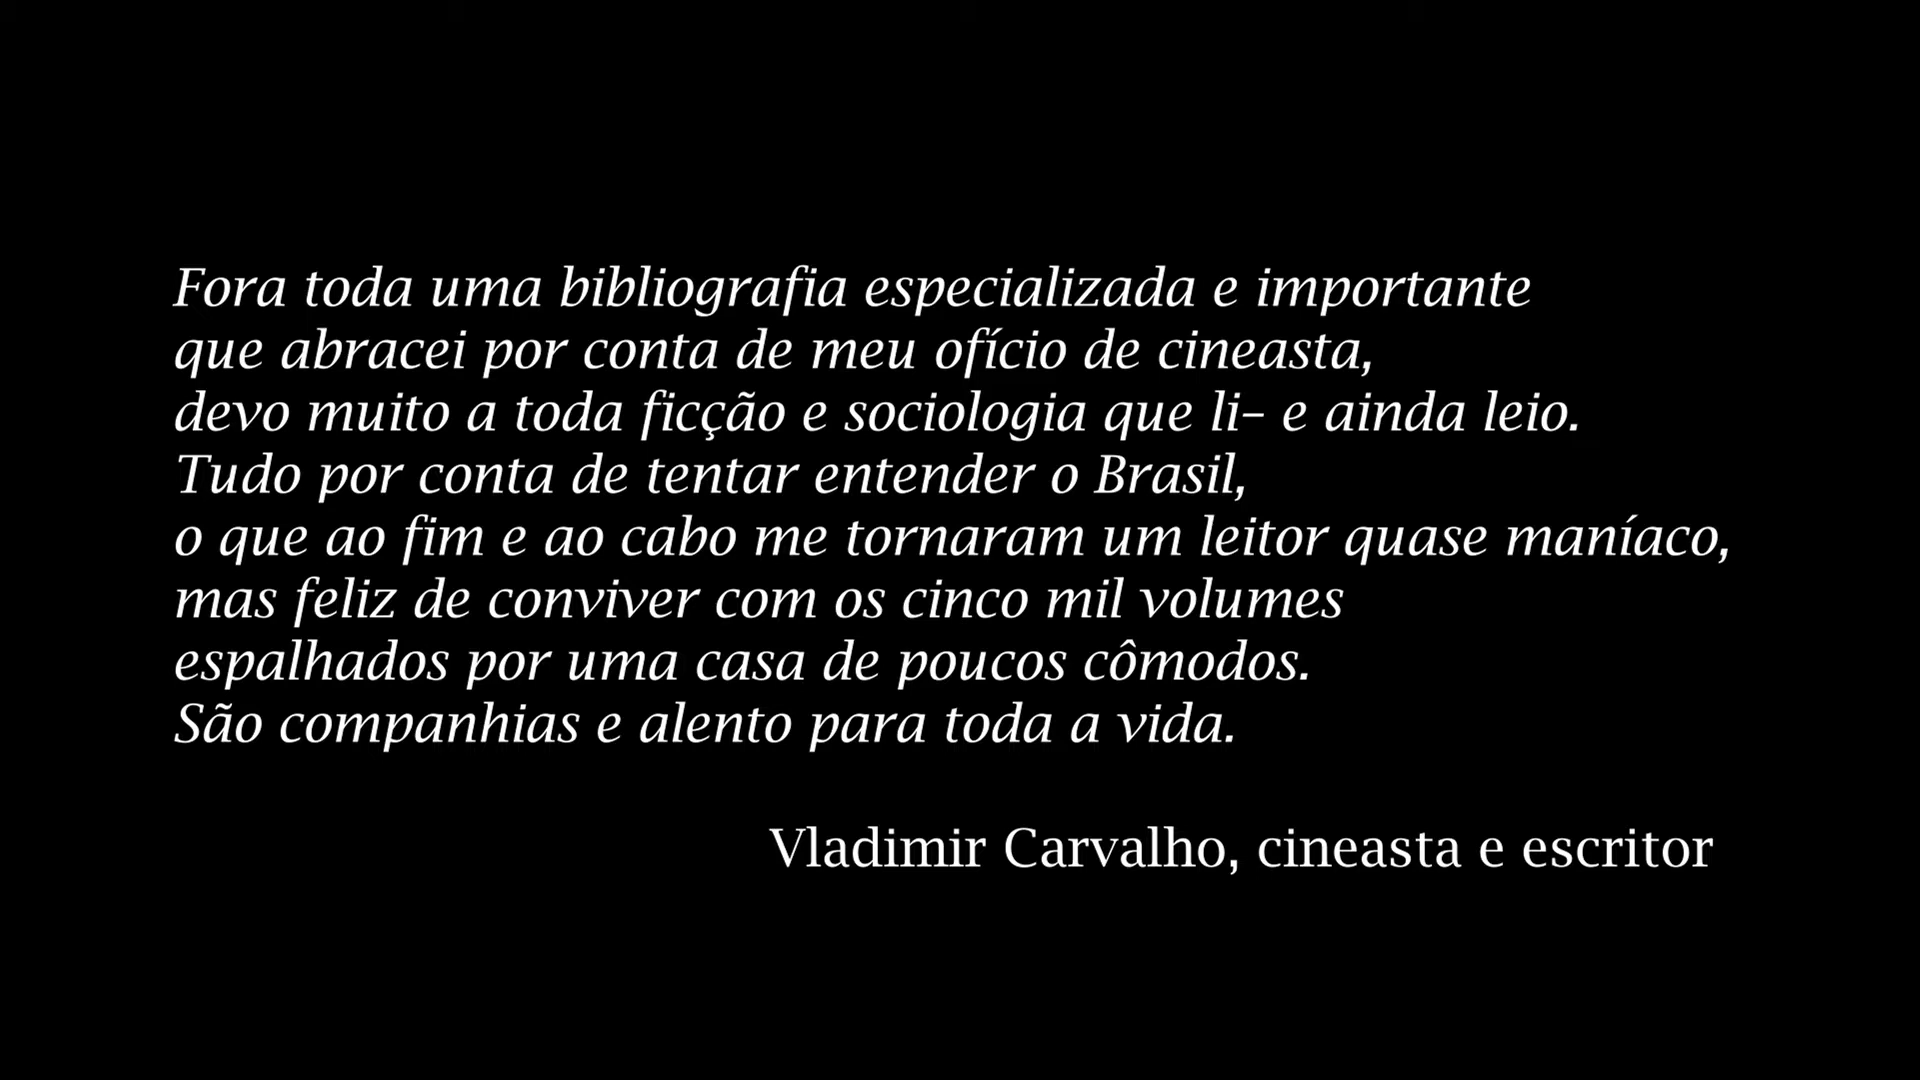 Fora toda uma bibliografia especializada e importante
que abracei por conta de meu ofício de cineasta,
devo muito a toda ficção e sociologia que li– e ainda leio.
Tudo por conta de tentar entender o Brasil,
o que ao fim e ao cabo me tornaram um leitor quase maníaco,
mas feliz de conviver com os cinco mil volumes
espalhados por uma casa de poucos cômodos.
São companhias e alento para toda a vida.
Vladimir Carvalho, cineasta e escritor